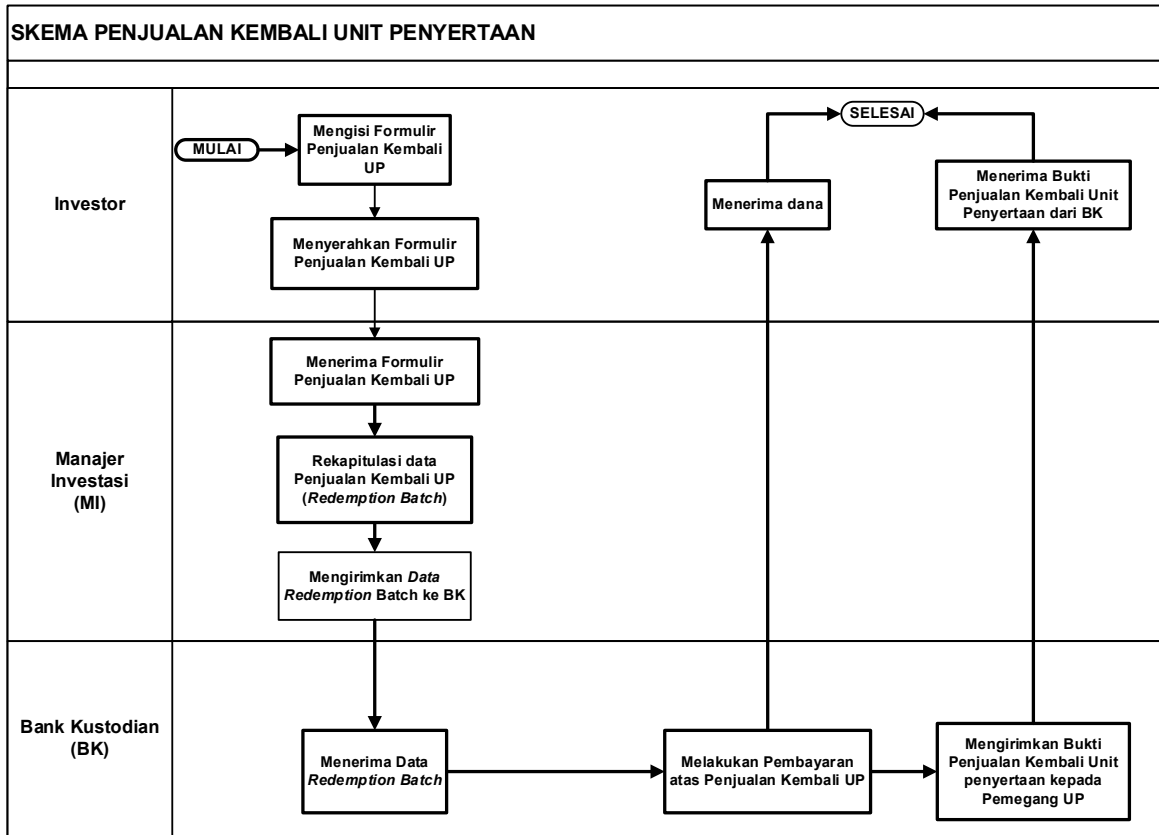 SKEMA PENJUALAN KEMBALI UNIT PENYERTAAN
Investor
MULAI
Mengisi Formulir
Penjualan Kembali
UP
Menyerahkan Formulir
Penjualan Kembali UP
SELESAI
Menerima dana
Menerima Bukti
Penjualan Kembali Unit
Penyertaan dari BK
Manajer
Investasi
(MI)
Menerima Formulir
Penjualan Kembali UP
Rekapitulasi data
Penjualan Kembali UP
(Redemption Batch)
Mengirimkan Data
Redemption Batch ke BK
Bank Kustodian
(BK)
Menerima Data
Redemption Batch
Melakukan Pembayaran
atas Penjualan Kembali UP
Mengirimkan Bukti
Penjualan Kembali Unit
penyertaan kepada
Pemegang UP